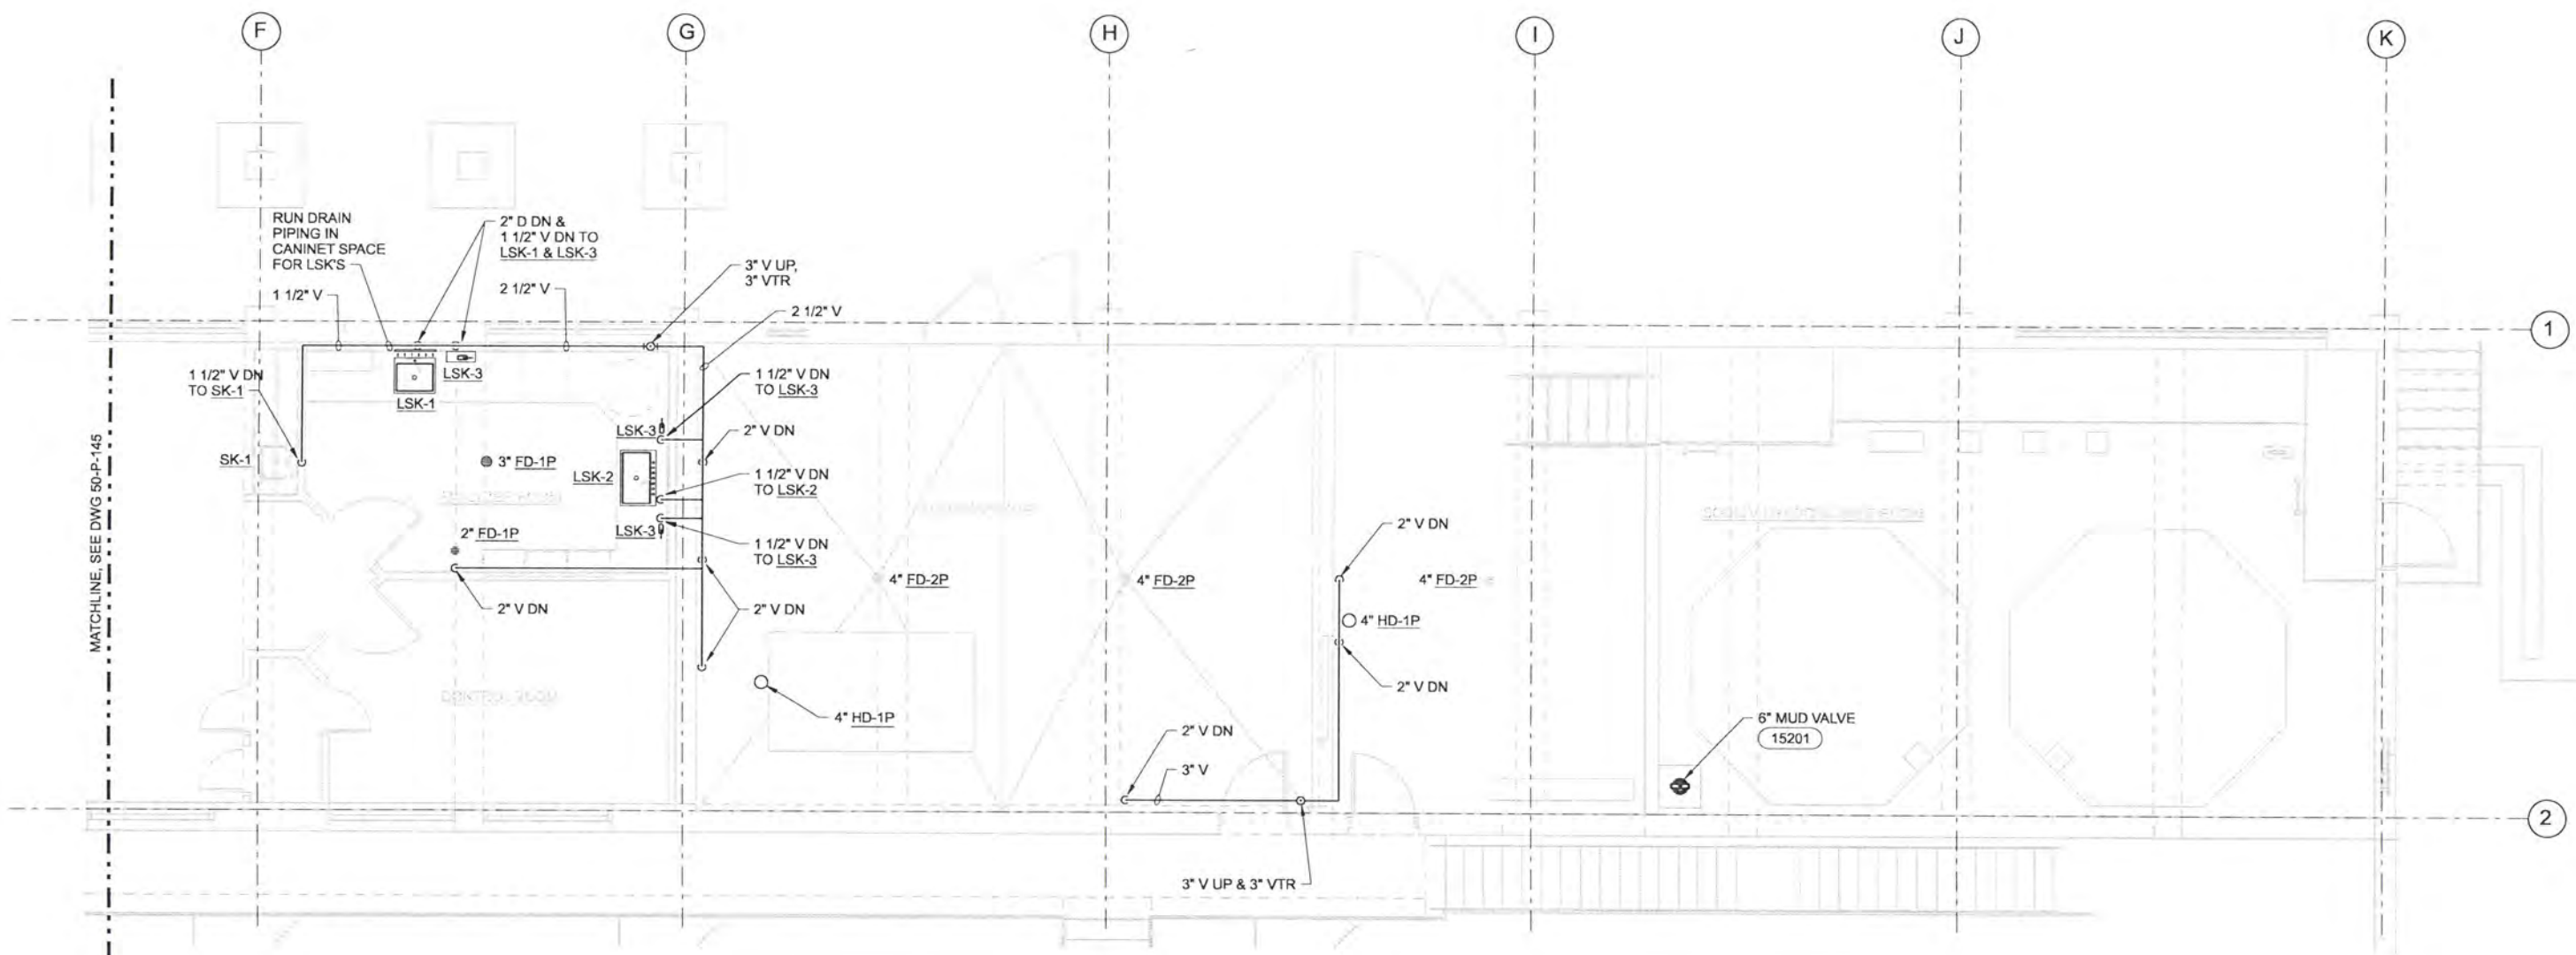 F
G
H
I
J
K
RUN DRAIN
PIPING IN
CANINET SPACE
FOR LSK'S
2" D DN &
1 1/2" V DN TO
LSK-1 & LSK-3
3" V UP,
3" VTR
1 1/2" V
2 1/2" V
2 1/2" V
1
1 1/2" V DN
TO SK-1
LSK-3
LSK-1
1 1/2" V DN
TO LSK-3
LSK-3
2" V DN
SK-1
3" FD-1P
LSK-2
1 1/2" V DN
TO LSK-2
LSK-3
2" FD-1P
1 1/2" V DN
TO LSK-3
2" V DN
MATCHLINE, SEE DWG 50-P-145
4" FD-2P
4" FD-2P
4" FD-2P
2" V DN
2" V DN
4" HD-1P
2" V DN
CONTROL ROOM
4" HD-1P
2" V DN
3" V
6" MUD VALVE
15201
2
3" V UP & 3" VTR